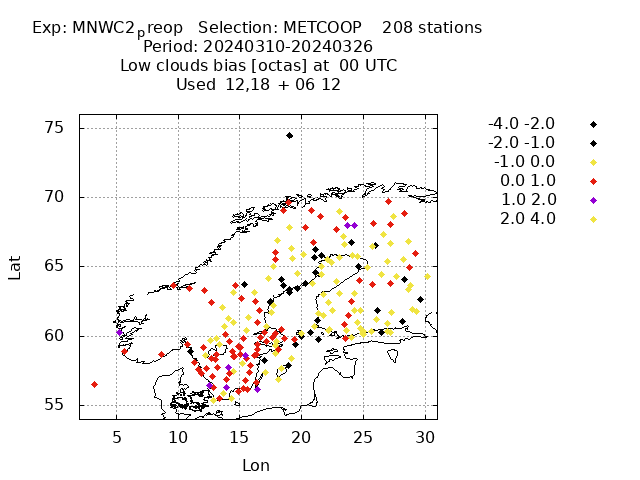 Exp: MNWC2preop   Selection: METCOOP    208 stations
Period: 20240310-20240326
Low clouds bias [octas] at  00 UTC
Used  12,18 + 06 12
-4.0 -2.0
-2.0 -1.0
-1.0 0.0
0.0 1.0
1.0 2.0
2.0 4.0
75
70
65
60
55
Lat
5 10 15 20 25 30
Lon